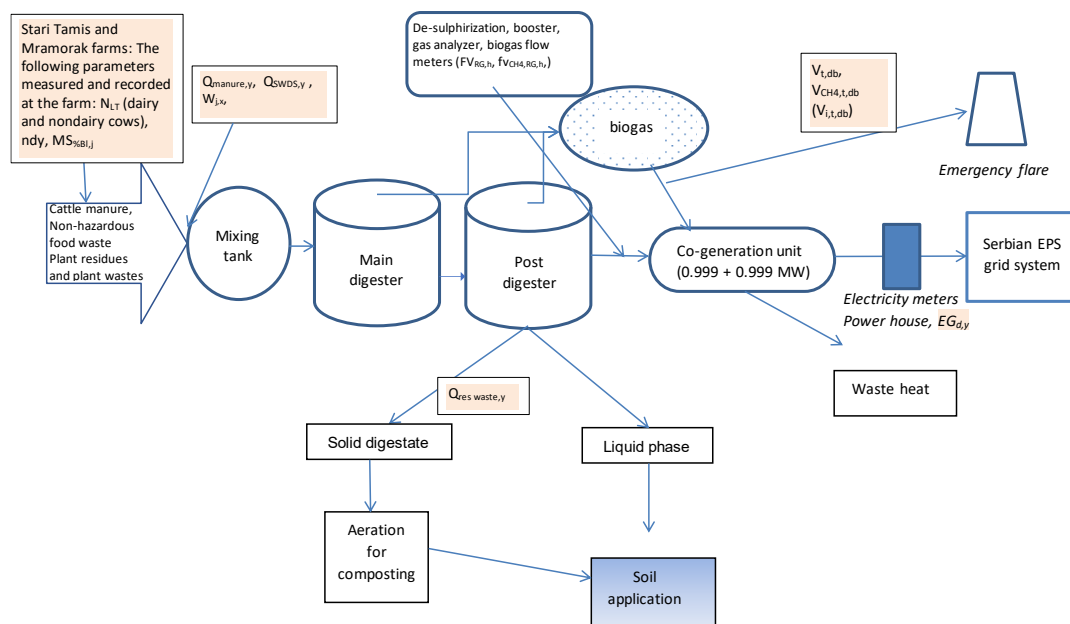 Stari Tamis and
Mramorak farms: The
following parameters
measured and recorded
at the farm: NLT (dairy
and nondairy cows),
ndy, MS%Bl,j
Qmanure,y, QSWDS,y ,
Wj,x,
De-sulphirization, booster,
gas analyzer, biogas flow
meters (FVRG,h, fvCH4,RG,h,)
biogas
Vt,db,
VCH4,t,db
(Vi,t,db)
Emergency flare
Cattle manure,
Non-hazardous
food waste
Plant residues
and plant wastes
Mixing
tank
Main
digester
Post
digester
Co-generation unit
(0.999 + 0.999 MW)
Serbian EPS
grid system
Electricity meters
Power house, EGd,y
Waste heat
Qres waste,y
Solid digestate
Liquid phase
Aeration
for
composting
Soil
application